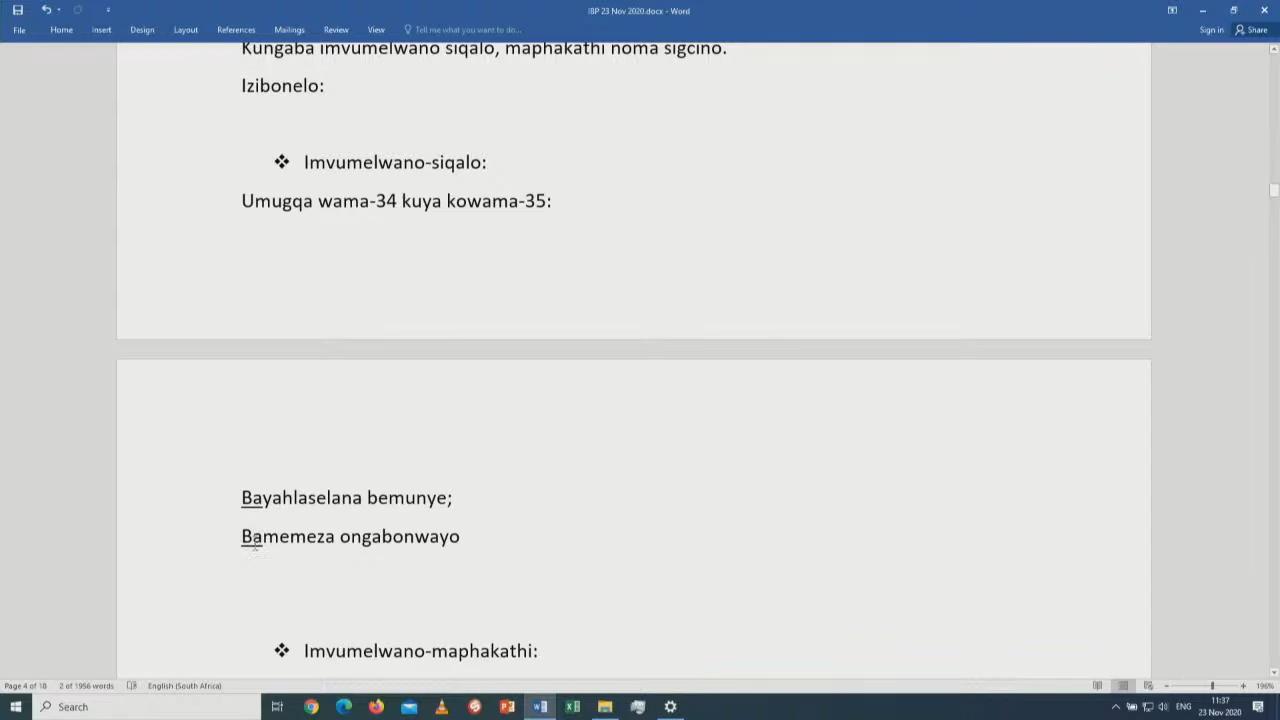 IBP 23 Nov 2020.docx - Word
File Home Insert Design Layout References Mailings Review View Tell me what you want to do... Sign in Share
Kungaba imvumelwano siqalo, maphakathi noma sigcino.
Izibonelo:
❖ Imvumelwano-siqalo:
Umugqa wama-34 kuya kowama-35:
Bayahlaselana bemunye;
Bamemeza ongabonwayo
❖ Imvumelwano-maphakathi:
Page 4 of 18 2 of 1956 words English (South Africa) 196%
Search ENG 11:37
23 Nov 2020